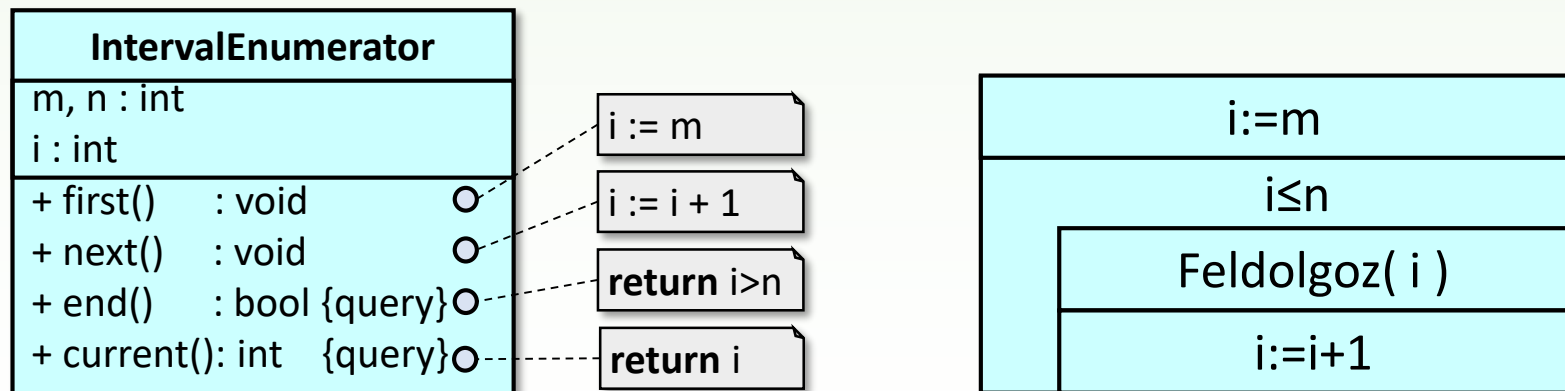 IntervalEnumerator
m, n : int
i : int
+ first() : void
+ next() : void
+ end() : bool {query}
+ current(): int {query}
i := m
i := i + 1
return i>n
return i
i:=m
i≤n
Feldolgoz( i )
i:=i+1